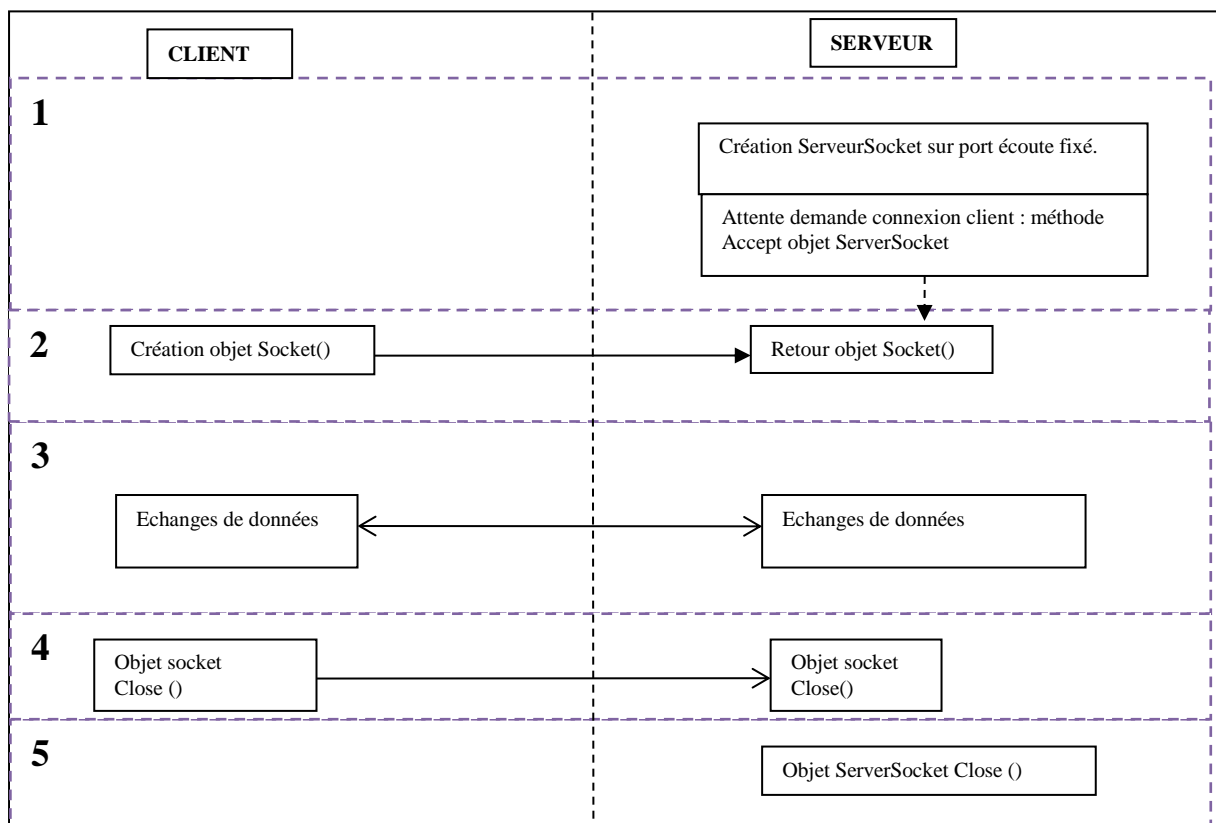 CLIENT
SERVEUR
1
Création ServeurSocket sur port écoute fixé.
Attente demande connexion client : méthode
Accept objet ServerSocket
2
Création objet Socket()
Retour objet Socket()
3
Echanges de données
Echanges de données
4
Objet socket
Close ()
Objet socket
Close()
5
Objet ServerSocket Close ()